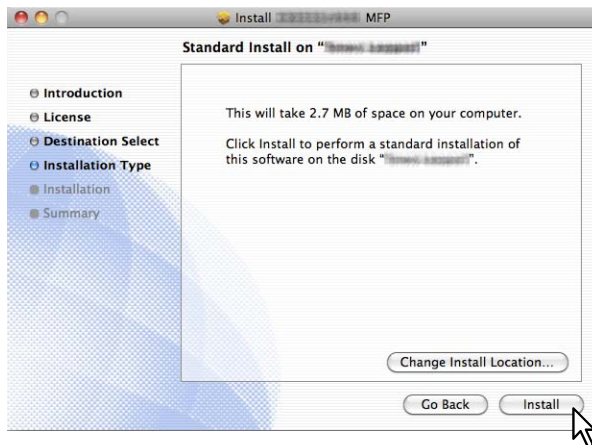 Install MFP
Standard Install on “ ”
Introduction
License
Destination Select
Installation Type
Installation
Summary
This will take 2.7 MB of space on your computer.
Click Install to perform a standard installation of
this software on the disk “ ”.
Change Install Location...
Go Back
Install